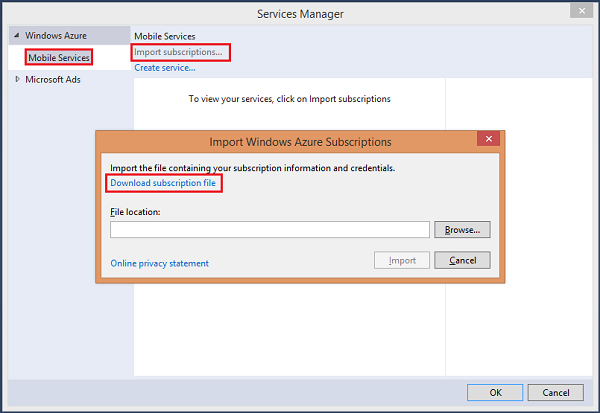 Services Manager
Windows Azure
Mobile Services
Microsoft Ads
Mobile Services
Import subscriptions...
Create service...
To view your services, click on Import subscriptions
Import Windows Azure Subscriptions
Import the file containing your subscription information and credentials.
Download subscription file
File location:
Browse...
Online privacy statement
Import
Cancel
OK
Cancel